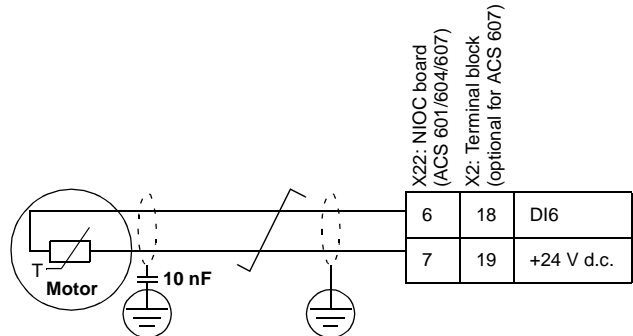 X22: NIOC board
(ACS 601/604/607)
X2: Terminal block
(optional for ACS 607)
6 18 DI6
7 19 +24 V d.c.
T
Motor
10 nF